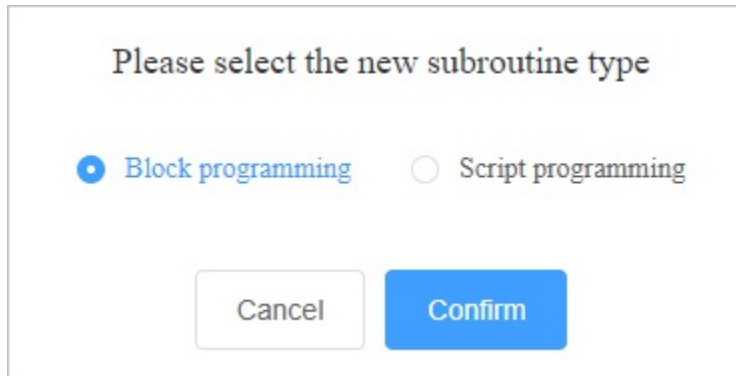 Please select the new subroutine type
Block programming Script programming
Cancel Confirm